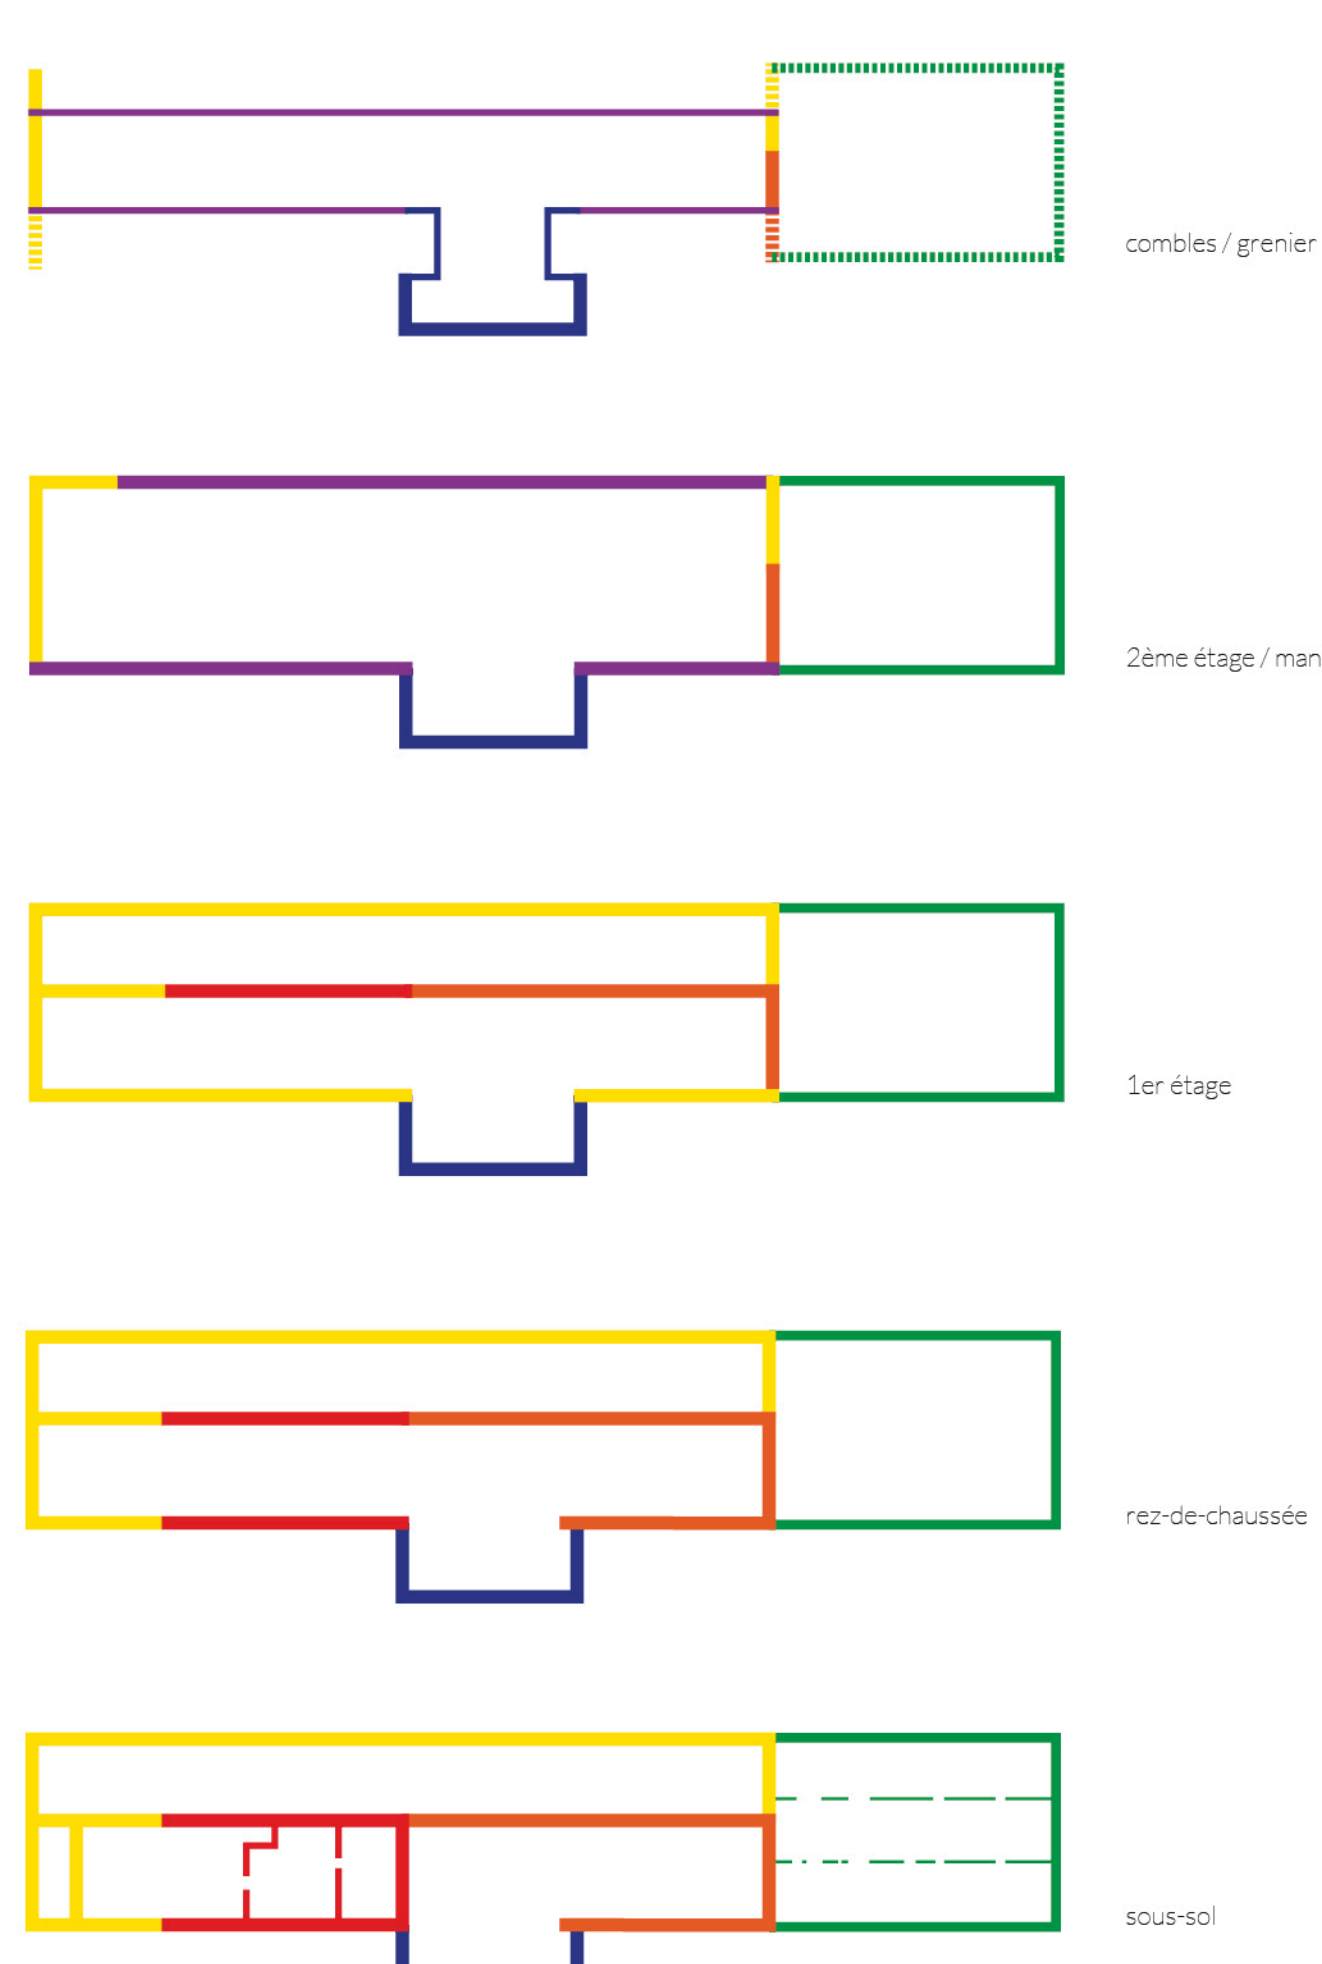 combles / grenier
2ème étage / man
1er étage
rez-de-chaussée
sous-sol